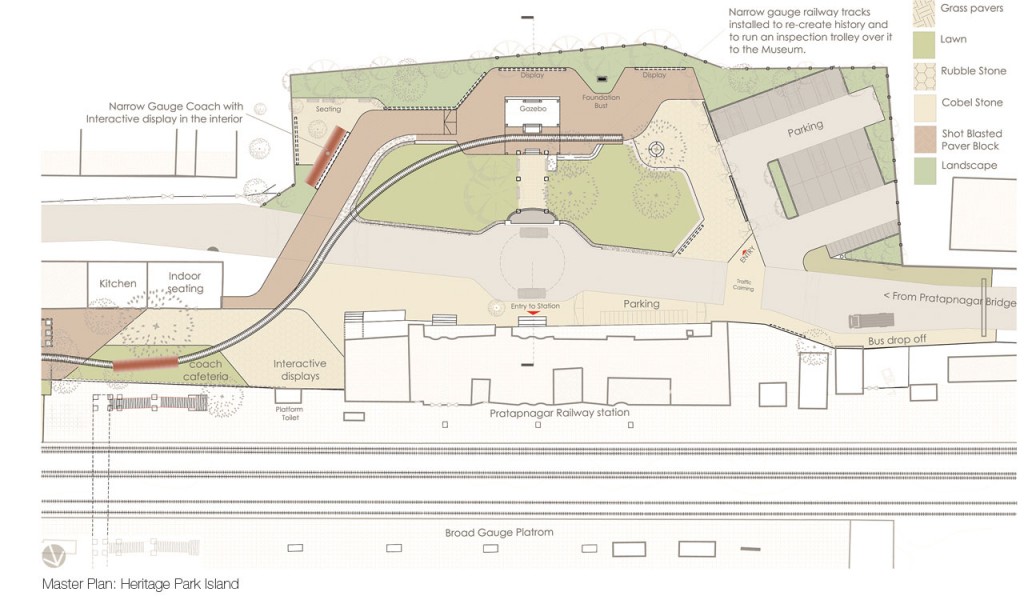 Narrow gauge railway tracks
installed to re-create history and
to run an inspection trolley over it
to the Museum.
Grass pavers
Lawn
Rubble Stone
Cobel Stone
Shot Blasted
Paver Block
Landscape
Narrow Gauge Coach with
Interactive display in the interior
Seating
Display
Display
Foundation
Bust
Gazebo
Parking
ENTRY
Traffic
Calming
Kitchen
Indoor
seating
Entry to Station
Parking
< From Pratapnagar Bridge
Bus drop off
Coach
cafeteria
Interactive
displays
Platform
Toilet
Pratapnagar Railway station
Broad Gauge Platrom
Master Plan: Heritage Park Island